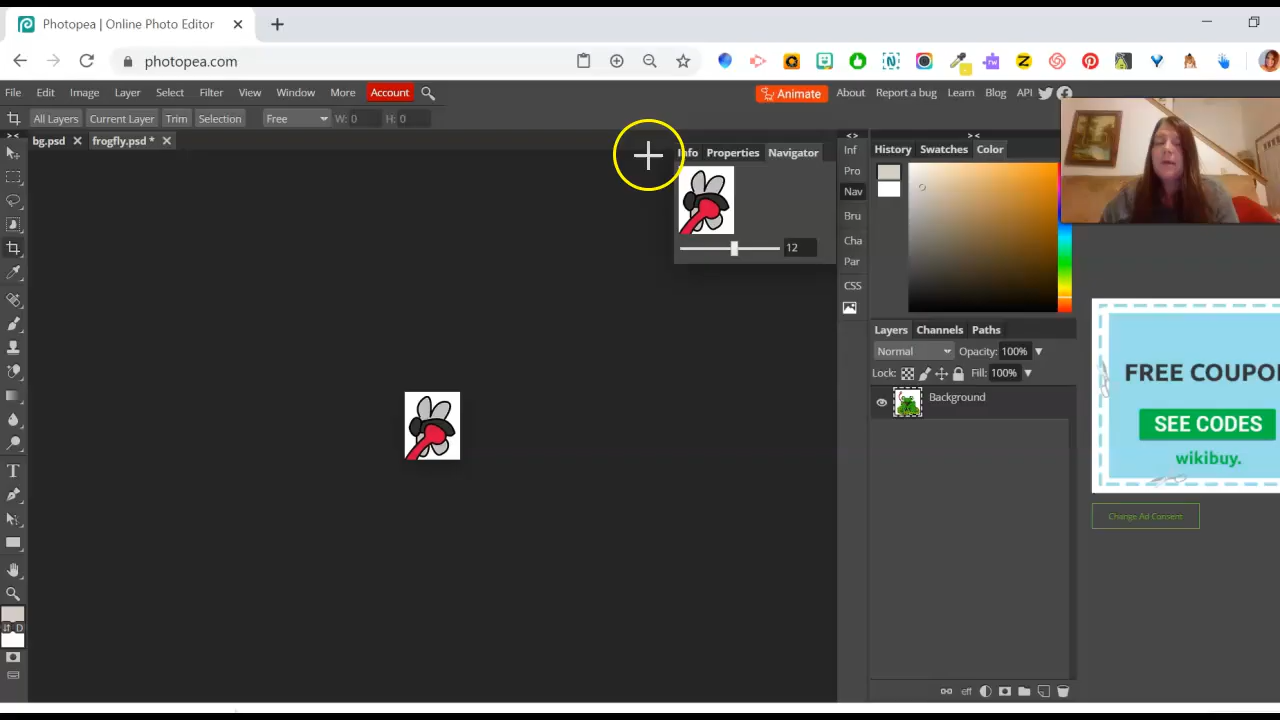 Photopea | Online Photo Editor
photopea.com
rw
File Edit Image Layer Select Filter View Window More Account
Animate About Report a bug Learn Blog API
All Layers Current Layer Trim Selection Free W: 0 H: 0
bg.psd frogfly.psd *
Info Properties Navigator
12
Inf
Pro
Nav
Bru
Cha
Par
CSS
History Swatches Color
Layers Channels Paths
Normal Opacity: 100%
Lock: Fill: 100%
Background
eff
D
FREE COUPO
SEE CODES
wikibuy.
Change Ad Consent